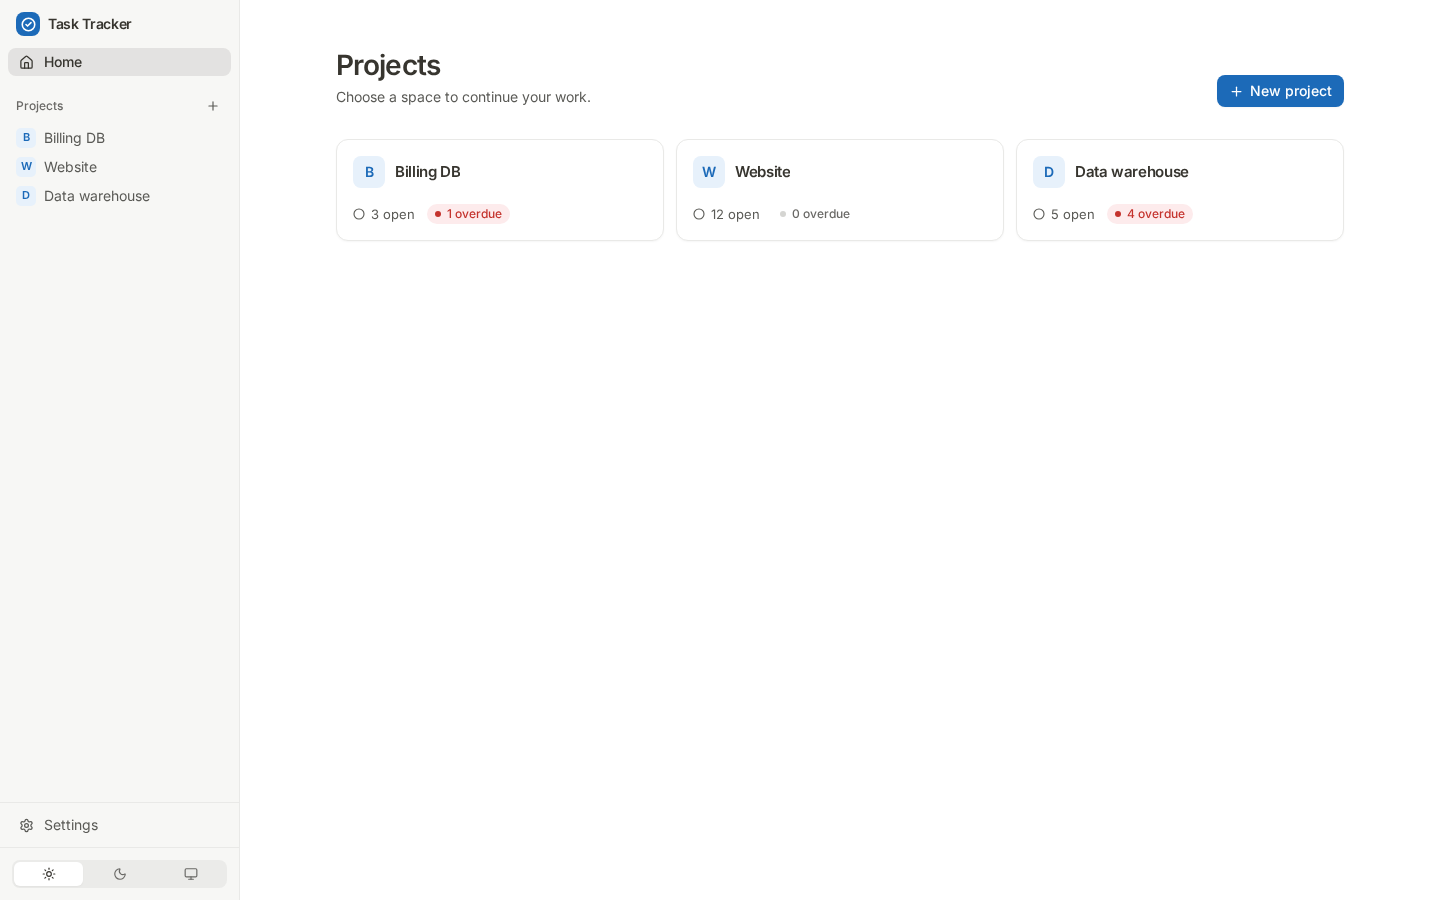 Task Tracker
Home
Projects
B Billing DB
W Website
D Data warehouse
Settings
Projects
Choose a space to continue your work.
New project
B Billing DB
3 open 1 overdue
W Website
12 open 0 overdue
D Data warehouse
5 open 4 overdue